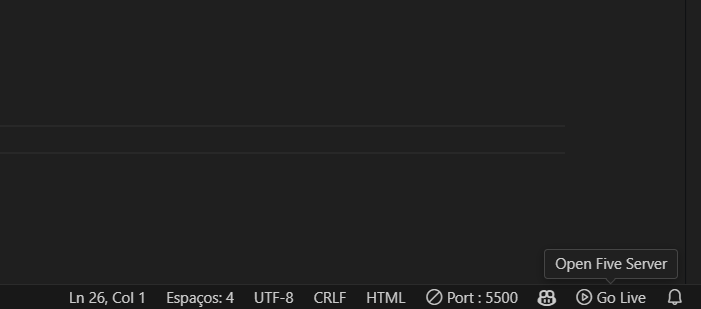 Open Five Server
Ln 26, Col 1 Espaços: 4 UTF-8 CRLF HTML Port : 5500 Go Live